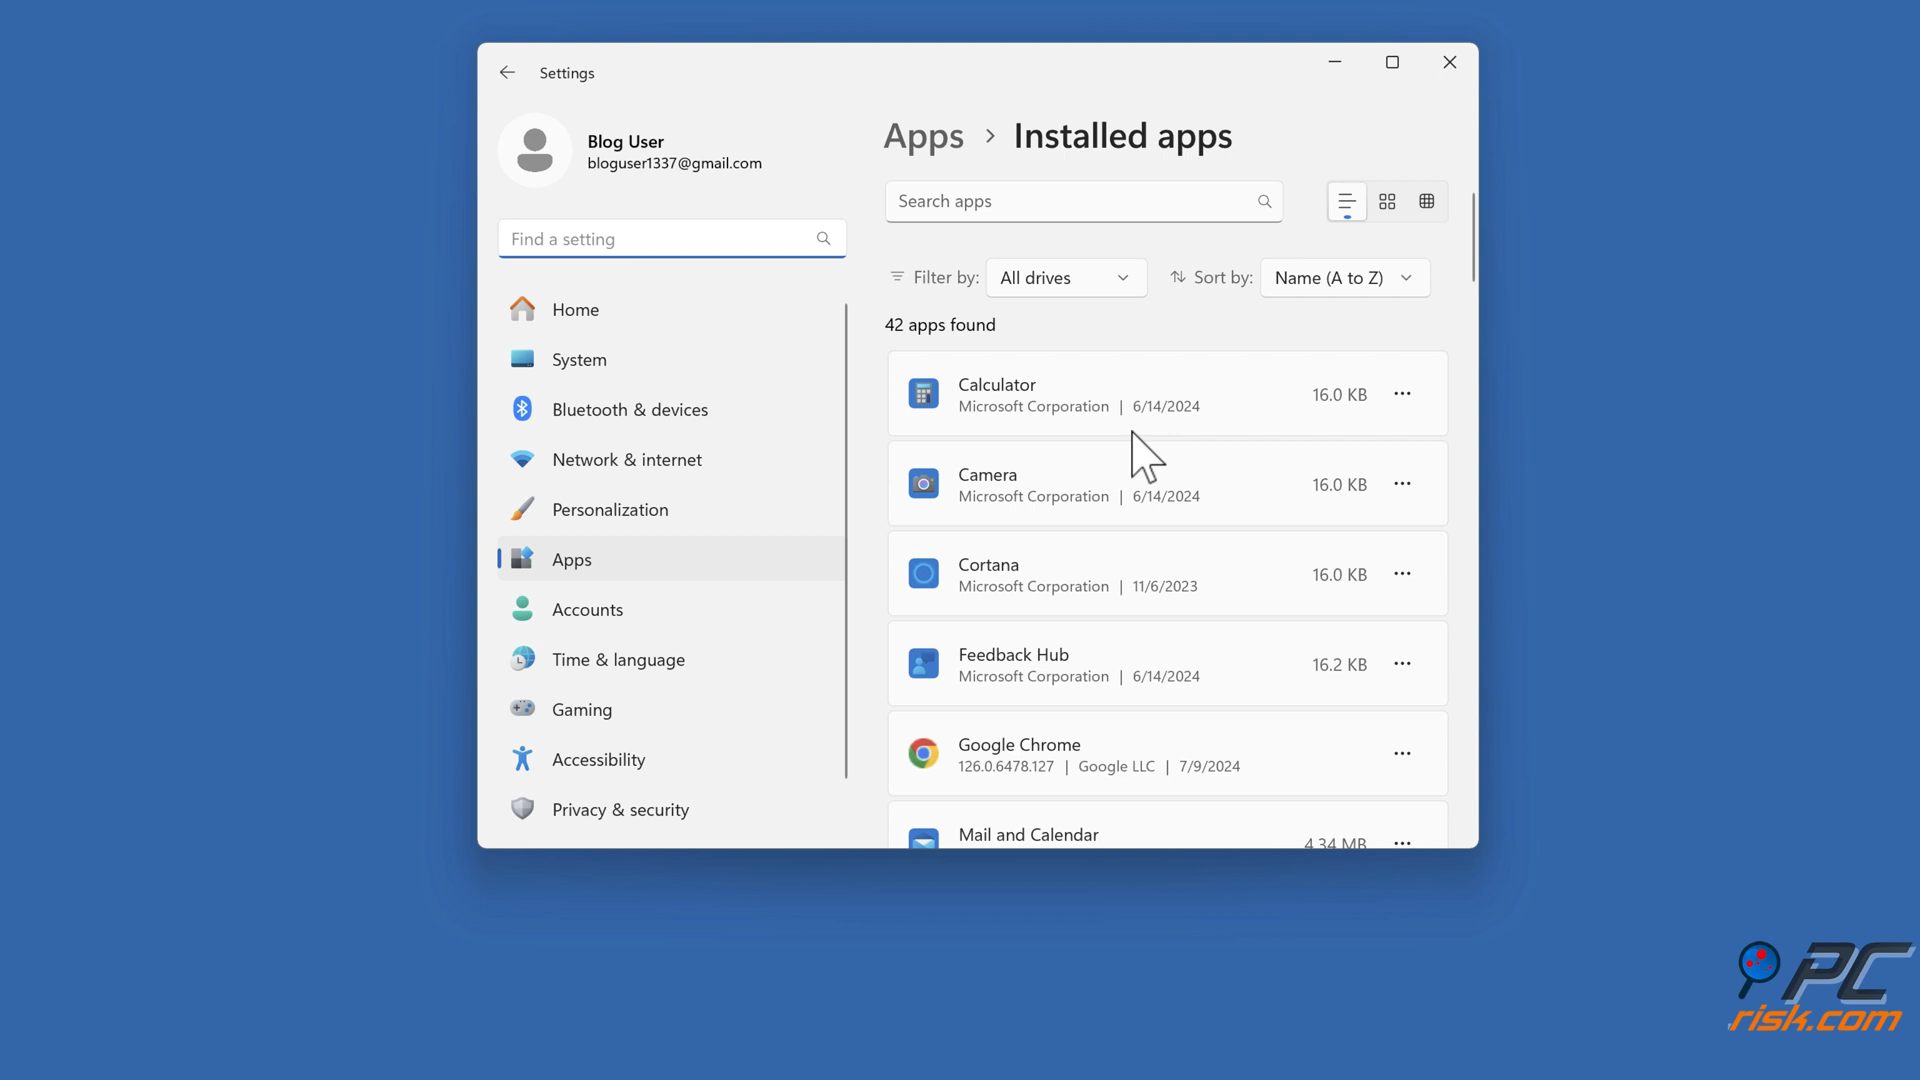 Settings
Blog User
bloguser1337@gmail.com
Find a setting
Home
System
Bluetooth & devices
Network & internet
Personalization
Apps
Accounts
Time & language
Gaming
Accessibility
Privacy & security
Apps > Installed apps
Search apps
Filter by: All drives Sort by: Name (A to Z)
42 apps found
Calculator
Microsoft Corporation | 6/14/2024 16.0 KB
Camera
Microsoft Corporation | 6/14/2024 16.0 KB
Cortana
Microsoft Corporation | 11/6/2023 16.0 KB
Feedback Hub
Microsoft Corporation | 6/14/2024 16.2 KB
Google Chrome
126.0.6478.127 | Google LLC | 7/9/2024
Mail and Calendar
4.34 MB
PC
risk.com